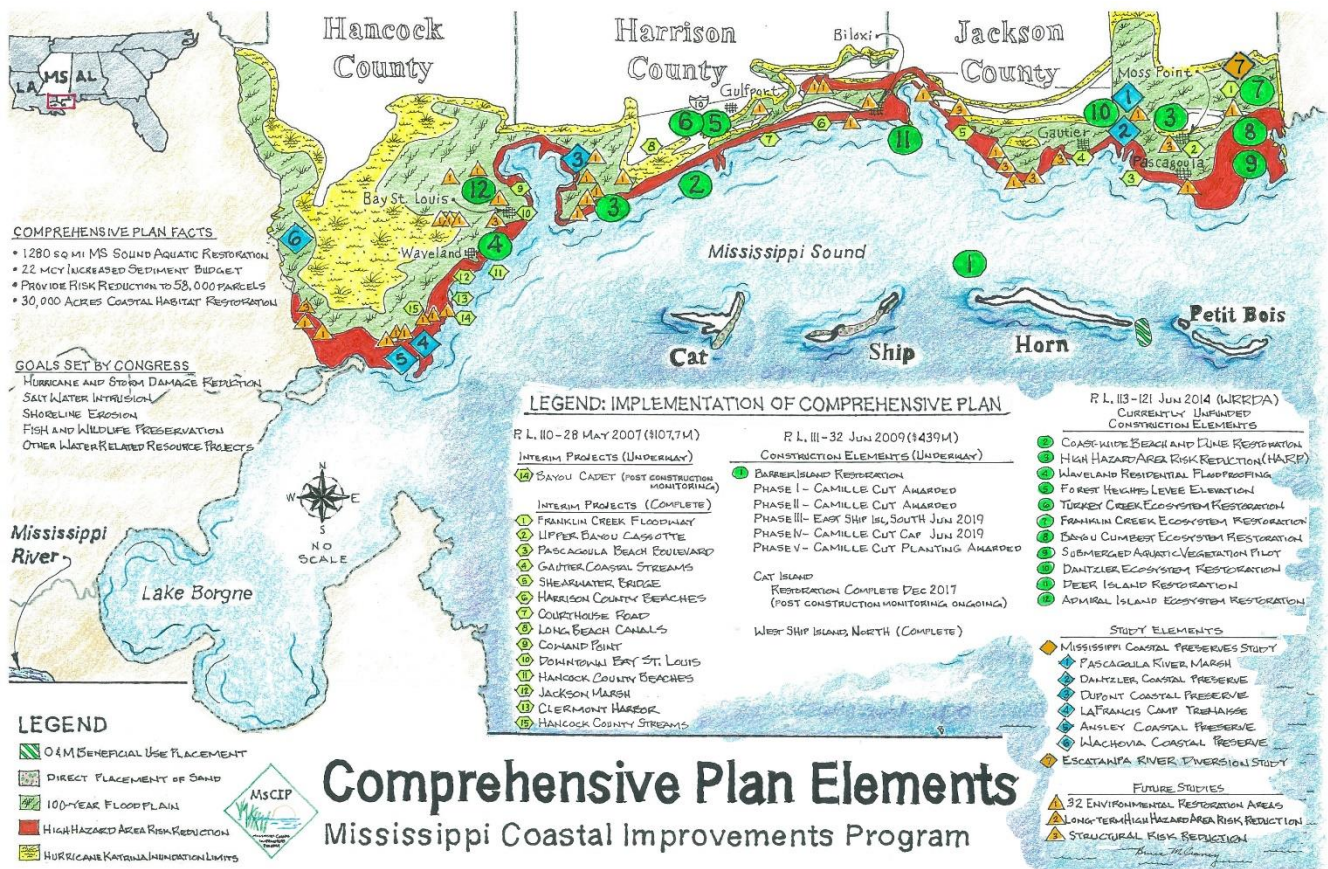 LA
MS
AL
Hancock
County
Harrison
County
Jackson
County
Biloxi
Gulfport
10
Moss Point
Gautier
Pascagoula
Bay St. Louis
Waveland
Mississippi Sound
Cat
Ship
Horn
Petit Bois
COMPREHENSIVE PLAN FACTS
• 1280 SQ MI MS SOUND AQUATIC RESTORATION
• 22 MCY INCREASED SEDIMENT BUDGET
• PROVIDE RISK REDUCTION TO 58,000 PARCELS
• 30,000 ACRES COASTAL HABITAT RESTORATION
GOALS SET BY CONGRESS
HURRICANE AND STORM DAMAGE REDUCTION
SALT WATER INTRUSION
SHORELINE EROSION
FISH AND WILDLIFE PRESERVATION
OTHER WATER RELATED RESOURCE PROJECTS
N
W
E
S
NO
SCALE
Mississippi
River
Lake Borgne
LEGEND: IMPLEMENTATION OF COMPREHENSIVE PLAN
P.L. 110-28 MAY 2007 ($107.7M)
INTERIM PROJECTS (UNDERWAY)
14 BAYOU CADET (POST CONSTRUCTION
MONITORING)
INTERIM PROJECTS (COMPLETE)
1 FRANKLIN CREEK FLOODWAY
2 UPPER BAYOU CASSOTTE
3 PASCAGOULA BEACH BOULEVARD
4 GAUTIER COASTAL STREAMS
5 SHEARWATER BRIDGE
6 HARRISON COUNTY BEACHES
7 COURTHOUSE ROAD
8 LONG BEACH CANALS
9 COWAND POINT
10 DOWNTOWN BAY ST. LOUIS
11 HANCOCK COUNTY BEACHES
12 JACKSON MARSH
13 CLERMONT HARBOR
15 HANCOCK COUNTY STREAMS
P.L. 111-32 JUN 2009 ($439M)
CONSTRUCTION ELEMENTS (UNDERWAY)
1 BARRIER ISLAND RESTORATION
PHASE I - CAMILLE CUT AWARDED
PHASE II - CAMILLE CUT AWARDED
PHASE III - EAST SHIP ISL, SOUTH JUN 2019
PHASE IV - CAMILLE CUT CAP JUN 2019
PHASE V - CAMILLE CUT PLANTING AWARDED
CAT ISLAND
RESTORATION COMPLETE DEC 2017
(POST CONSTRUCTION MONITORING ONGOING)
WEST SHIP ISLAND, NORTH (COMPLETE)
P.L. 113-121 JUN 2014 (WRRDA)
CURRENTLY UNFUNDED
CONSTRUCTION ELEMENTS
2 COAST-WIDE BEACH AND DUNE RESTORATION
3 HIGH HAZARD AREA RISK REDUCTION (HARP)
4 WAVELAND RESIDENTIAL FLOODPROOFING
5 FOREST HEIGHTS LEVEE ELEVATION
6 TURKEY CREEK ECOSYSTEM RESTORATION
7 FRANKLIN CREEK ECOSYSTEM RESTORATION
8 BAYOU CUMBEST ECOSYSTEM RESTORATION
9 SUBMERGED AQUATIC VEGETATION PILOT
10 DANTZLER ECOSYSTEM RESTORATION
11 DEER ISLAND RESTORATION
12 ADMIRAL ISLAND ECOSYSTEM RESTORATION
STUDY ELEMENTS
MISSISSIPPI COASTAL PRESERVES STUDY
1 PASCAGOULA RIVER MARSH
2 DANTZLER COASTAL PRESERVE
3 DUPONT COASTAL PRESERVE
4 LAFRANCIS CAMP TRENAISSE
5 ANSLEY COASTAL PRESERVE
6 WACHOVIA COASTAL PRESERVE
7 ESCATAWPA RIVER DIVERSION STUDY
FUTURE STUDIES
1 32 ENVIRONMENTAL RESTORATION AREAS
2 LONG-TERM HIGH HAZARD AREA RISK REDUCTION
3 STRUCTURAL RISK REDUCTION
LEGEND
O&M BENEFICIAL USE PLACEMENT
DIRECT PLACEMENT OF SAND
100-YEAR FLOODPLAIN
HIGH HAZARD AREA RISK REDUCTION
HURRICANE KATRINA INUNDATION LIMITS
MSCIP
Comprehensive Plan Elements
Mississippi Coastal Improvements Program